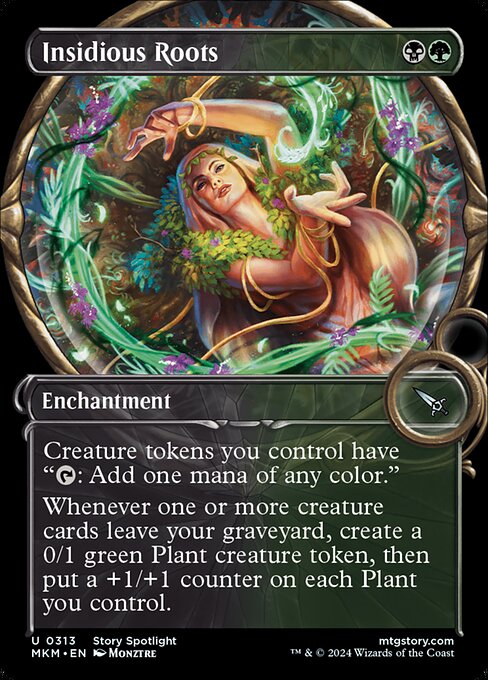 Insidious Roots
Enchantment
Creature tokens you control have
“: Add one mana of any color.”
Whenever one or more creature
cards leave your graveyard, create a
0/1 green Plant creature token, then
put a +1/+1 counter on each Plant
you control.
U 0313 Story Spotlight mtgstory.com
MKM • EN Monztre ™ & © 2024 Wizards of the Coast